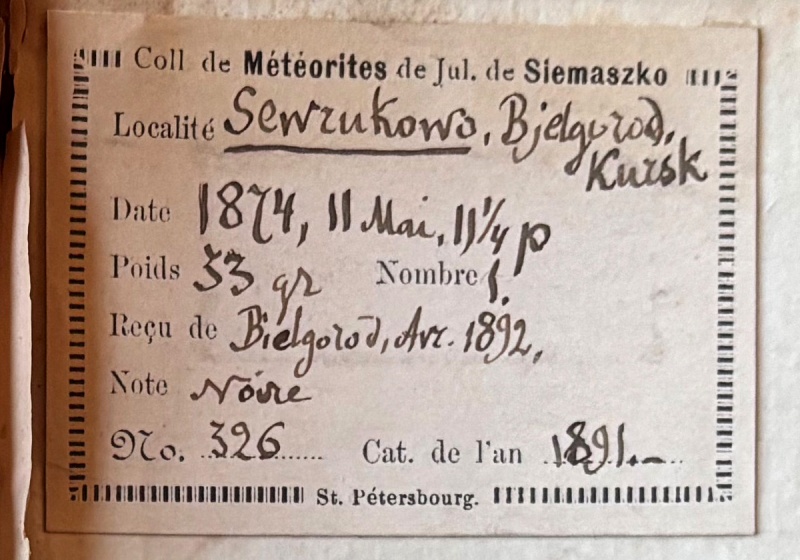 Coll de Météorites de Jul. de Siemaszko
Localité Sewrukowo, Bjelgorod,
Kursk
Date 1874, 11 Mai, 11¼ p
Poids 33 gr Nombre 1.
Reçu de Bielgorod, Avr. 1892,
Note Noire
No. 326 Cat. de l'an 1891.—
St. Pétersbourg.